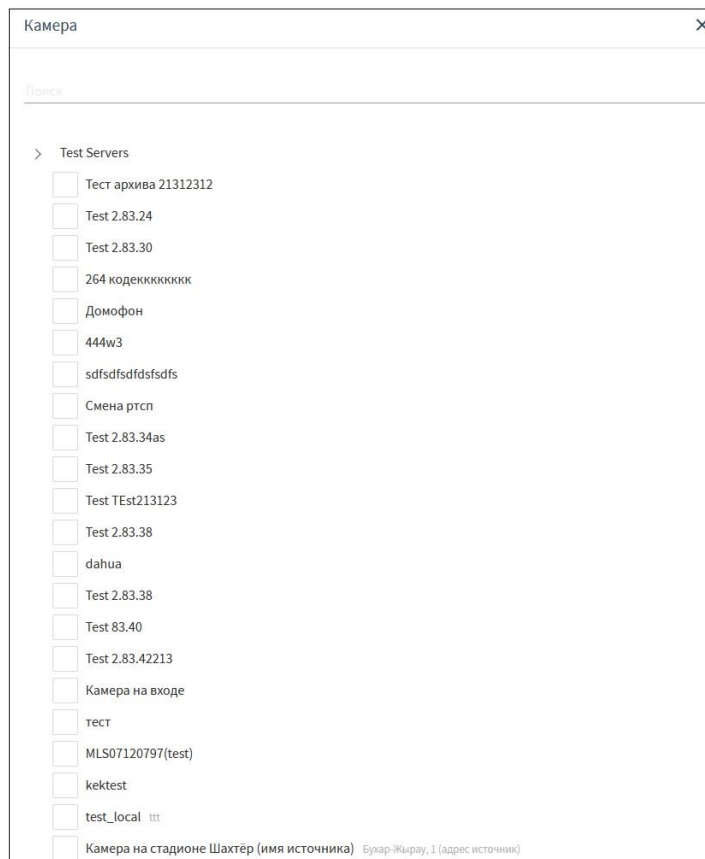 Камера
Поиск
Test Servers
Тест архива 21312312
Test 2.83.24
Test 2.83.30
264 кодекккккккк
Домофон
444w3
sdfsdfsdfdsfsdfs
Смена ртсп
Test 2.83.34as
Test 2.83.35
Test TEst213123
Test 2.83.38
dahua
Test 2.83.38
Test 83.40
Test 2.83.42213
Камера на входе
тест
MLS07120797(test)
kektest
test_local ttt
Камера на стадионе Шахтёр (имя источника) Бухар-Жырау, 1 (адрес источник)